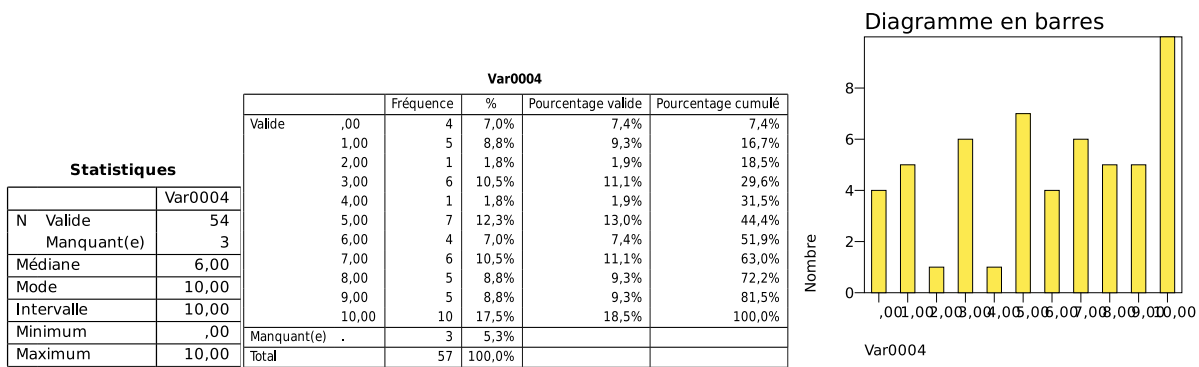 Statistiques
Var0004
N Valide 54
Manquant(e) 3
Médiane 6,00
Mode 10,00
Intervalle 10,00
Minimum ,00
Maximum 10,00
Var0004
Fréquence % Pourcentage valide Pourcentage cumulé
Valide ,00 4 7,0% 7,4% 7,4%
1,00 5 8,8% 9,3% 16,7%
2,00 1 1,8% 1,9% 18,5%
3,00 6 10,5% 11,1% 29,6%
4,00 1 1,8% 1,9% 31,5%
5,00 7 12,3% 13,0% 44,4%
6,00 4 7,0% 7,4% 51,9%
7,00 6 10,5% 11,1% 63,0%
8,00 5 8,8% 9,3% 72,2%
9,00 5 8,8% 9,3% 81,5%
10,00 10 17,5% 18,5% 100,0%
Manquant(e) . 3 5,3%
Total 57 100,0%
Diagramme en barres
Nombre
8
6
4
2
0
,00 1,00 2,00 3,00 4,00 5,00 6,00 7,00 8,00 9,00 10,00
Var0004